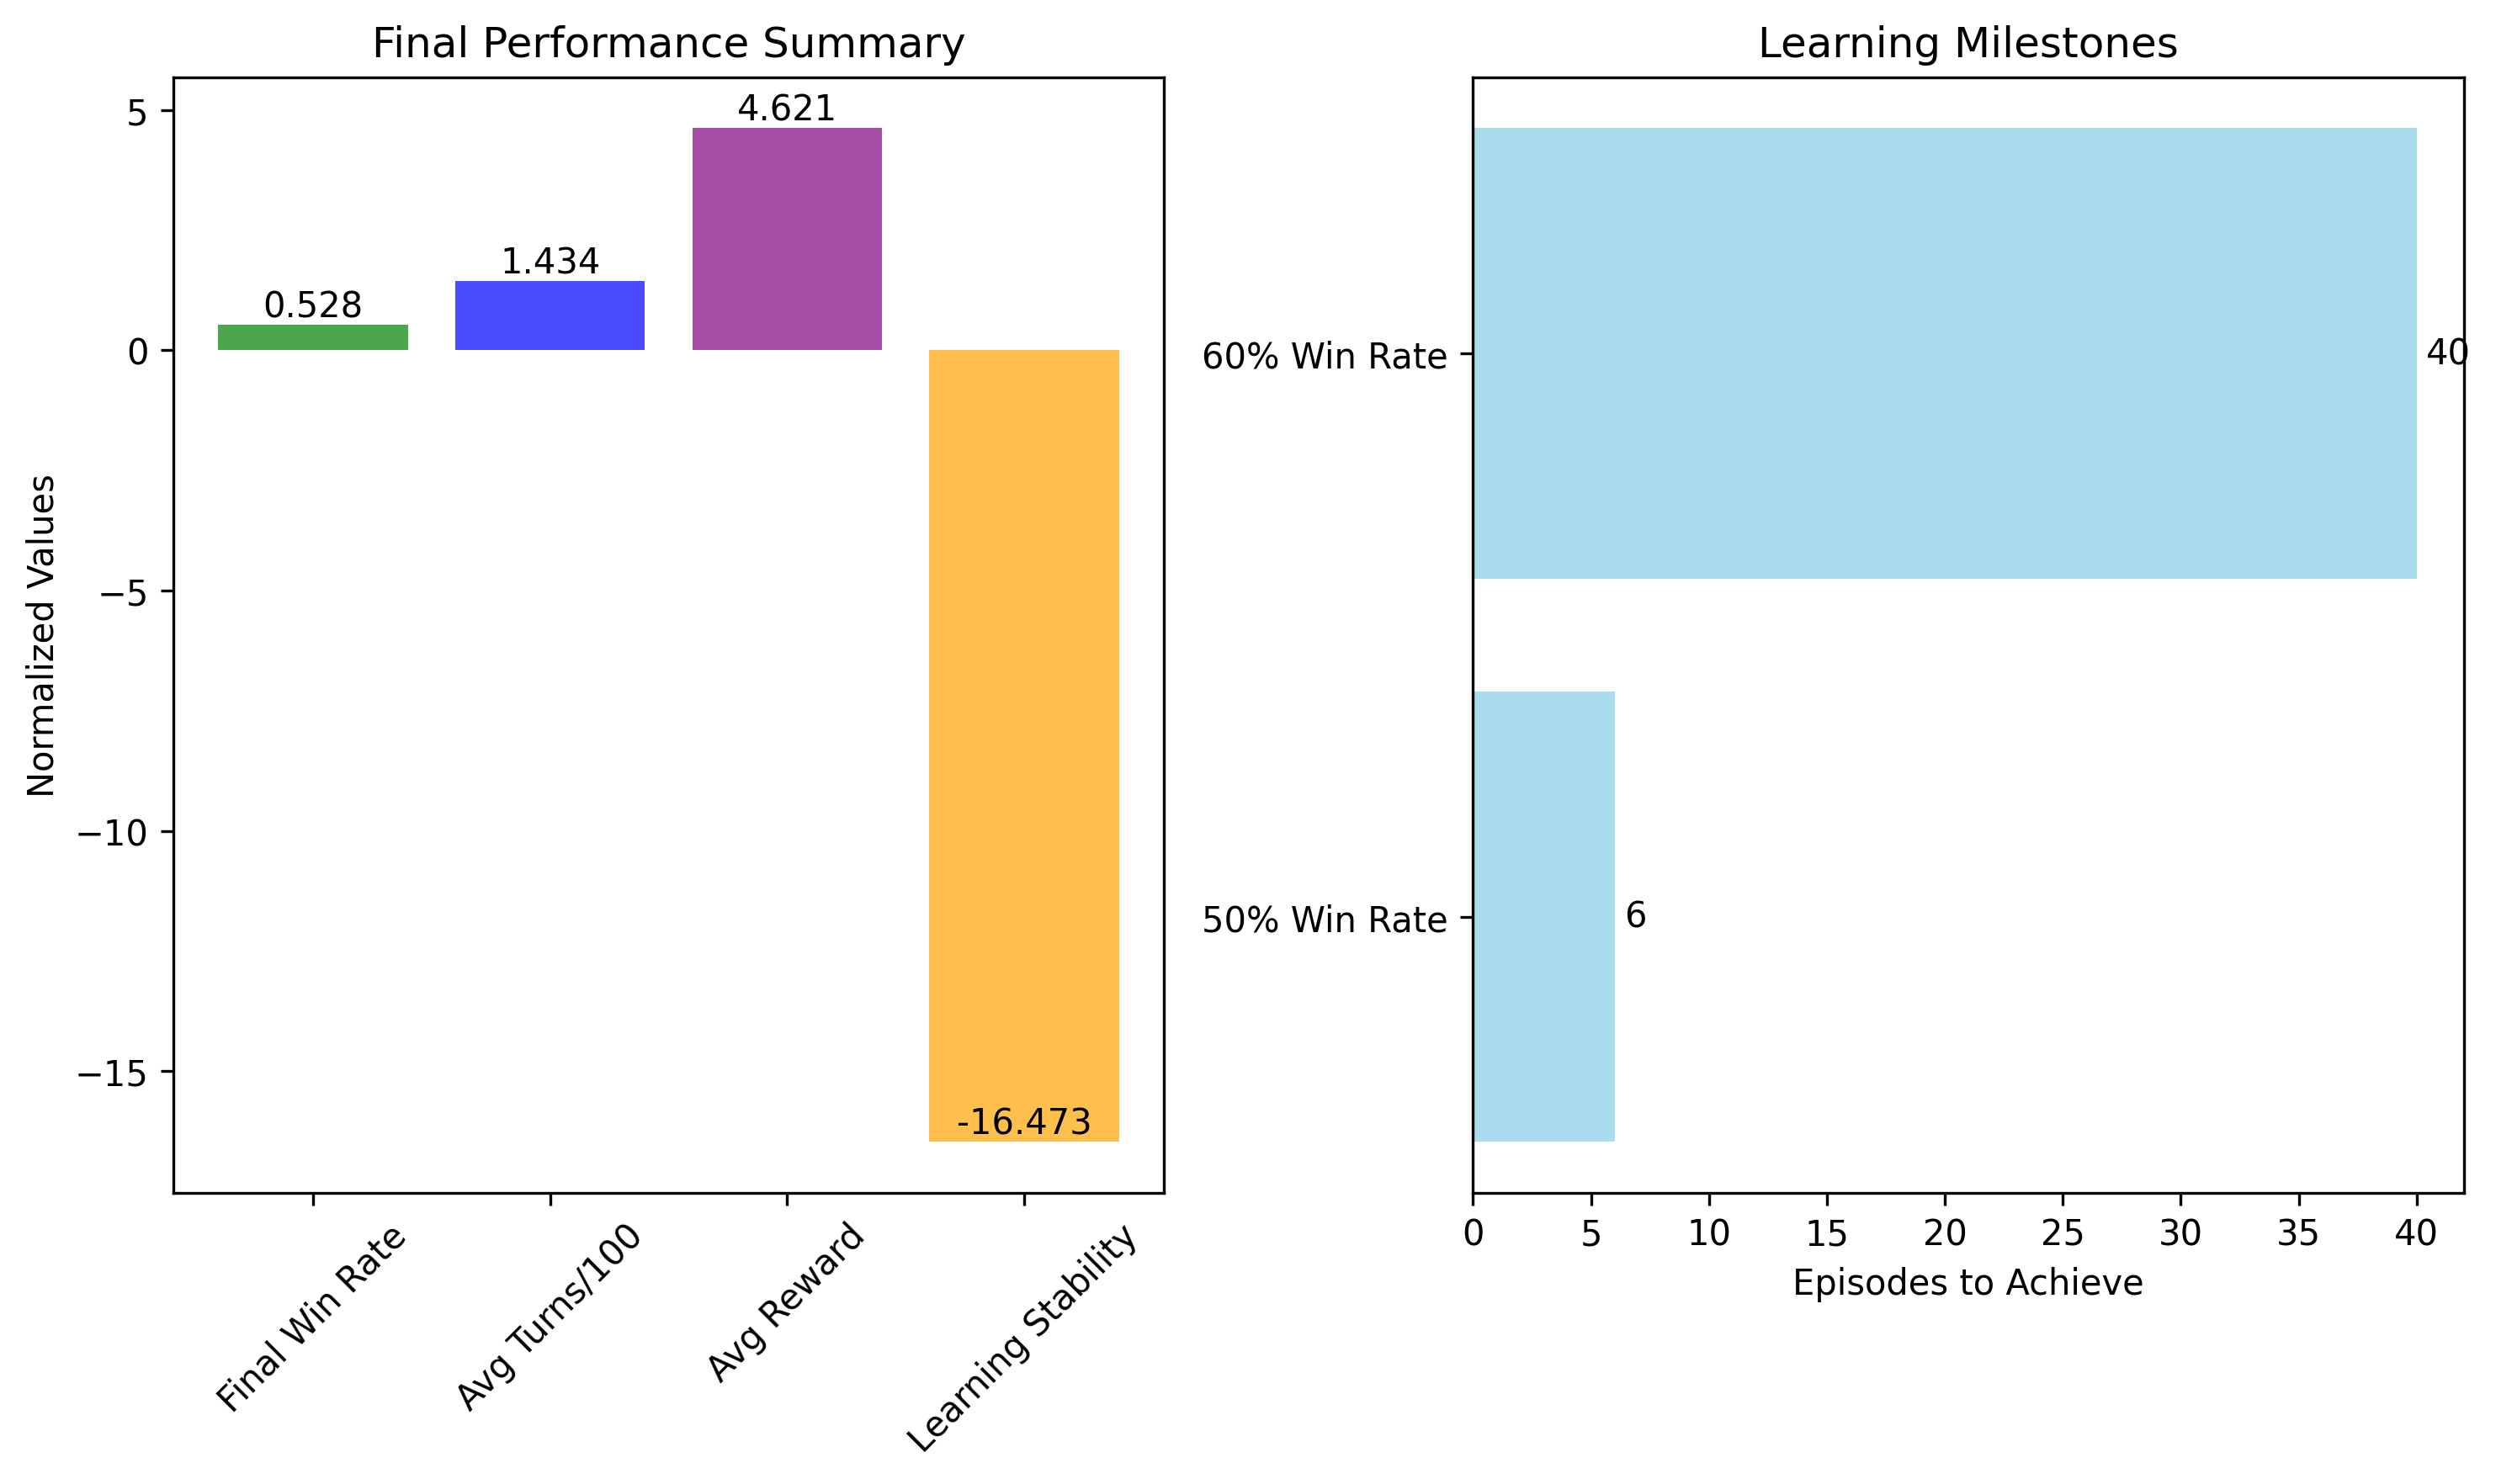 Final Performance Summary
Normalized Values
5
0
−5
−10
−15
0.528
1.434
4.621
-16.473
Final Win Rate
Avg Turns/100
Avg Reward
Learning Stability
Learning Milestones
60% Win Rate
50% Win Rate
40
6
0 5 10 15 20 25 30 35 40
Episodes to Achieve